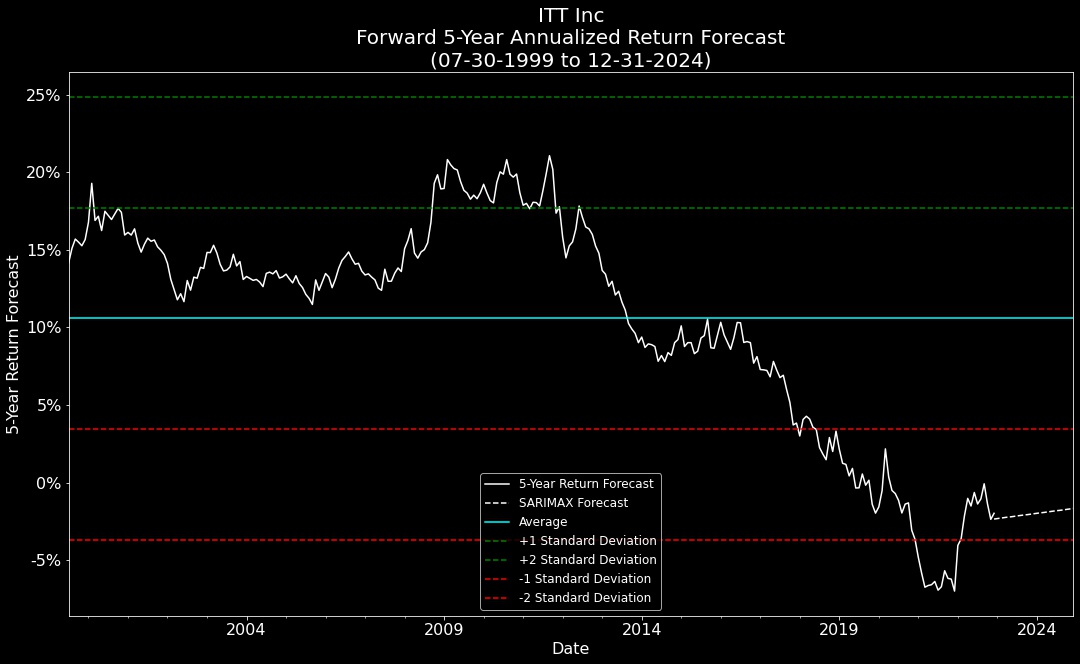 ITT Inc
Forward 5-Year Annualized Return Forecast
(07-30-1999 to 12-31-2024)
5-Year Return Forecast
25%
20%
15%
10%
5%
0%
-5%
5-Year Return Forecast
SARIMAX Forecast
Average
+1 Standard Deviation
+2 Standard Deviation
-1 Standard Deviation
-2 Standard Deviation
2004
2009
2014
2019
2024
Date